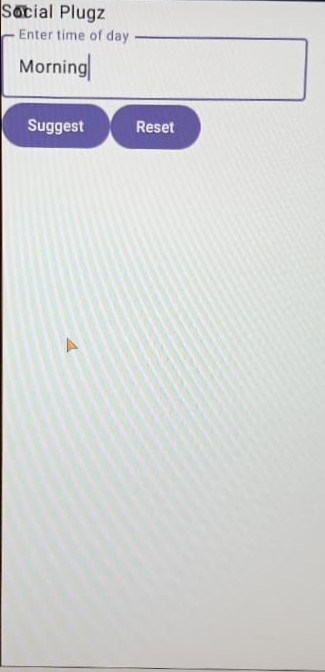 Social Plugz
Enter time of day
Morning
Suggest Reset